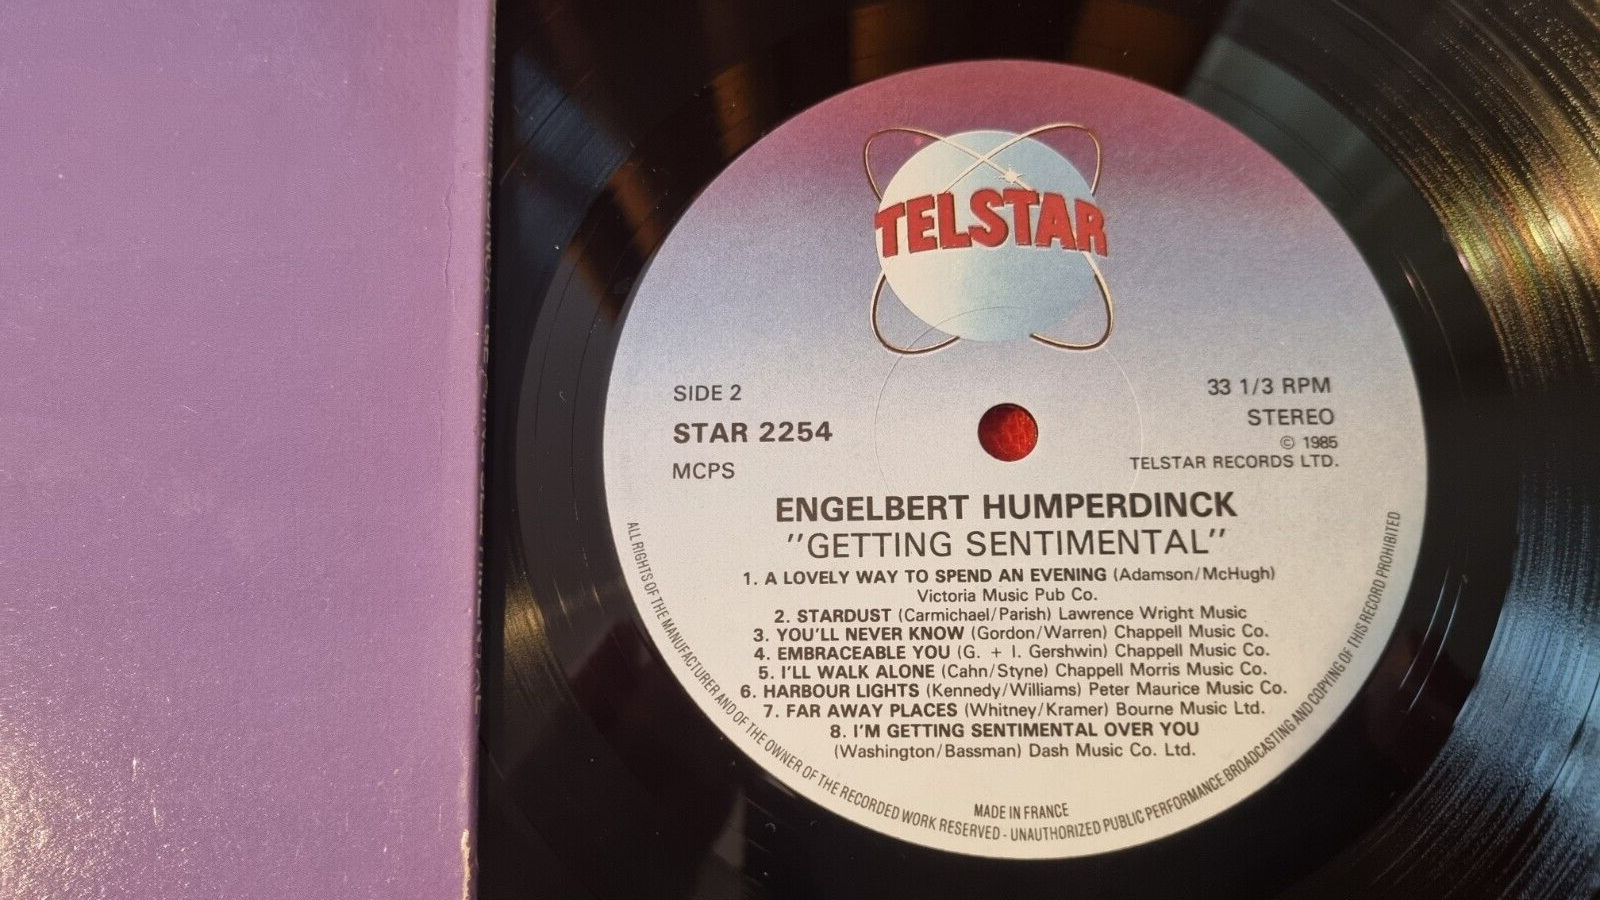 TELSTAR
SIDE 2
33 1/3 RPM
STAR 2254
STEREO
© 1985
MCPS
TELSTAR RECORDS LTD.
ENGELBERT HUMPERDINCK
"GETTING SENTIMENTAL"
1. A LOVELY WAY TO SPEND AN EVENING (Adamson/McHugh)
Victoria Music Pub Co.
2. STARDUST (Carmichael/Parish) Lawrence Wright Music
3. YOU'LL NEVER KNOW (Gordon/Warren) Chappell Music Co.
4. EMBRACEABLE YOU (G. + I. Gershwin) Chappell Music Co.
5. I'LL WALK ALONE (Cahn/Styne) Chappell Morris Music Co.
6. HARBOUR LIGHTS (Kennedy/Williams) Peter Maurice Music Co.
7. FAR AWAY PLACES (Whitney/Kramer) Bourne Music Ltd.
8. I'M GETTING SENTIMENTAL OVER YOU
(Washington/Bassman) Dash Music Co. Ltd.
MADE IN FRANCE
ALL RIGHTS OF THE MANUFACTURER AND OF THE OWNER OF THE RECORDED WORK RESERVED - UNAUTHORIZED PUBLIC PERFORMANCE BROADCASTING AND COPYING OF THIS RECORD PROHIBITED